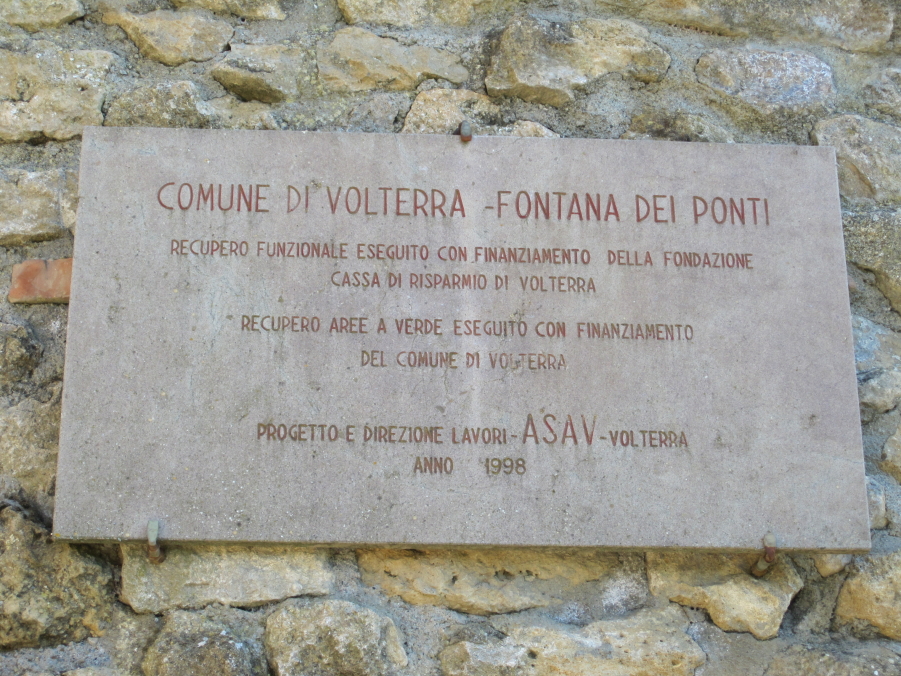 COMUNE DI VOLTERRA -FONTANA DEI PONTI
RECUPERO FUNZIONALE ESEGUITO CON FINANZIAMENTO DELLA FONDAZIONE
CASSA DI RISPARMIO DI VOLTERRA
RECUPERO AREE A VERDE ESEGUITO CON FINANZIAMENTO
DEL COMUNE DI VOLTERRA
PROGETTO E DIREZIONE LAVORI-ASAV-VOLTERRA
ANNO 1998